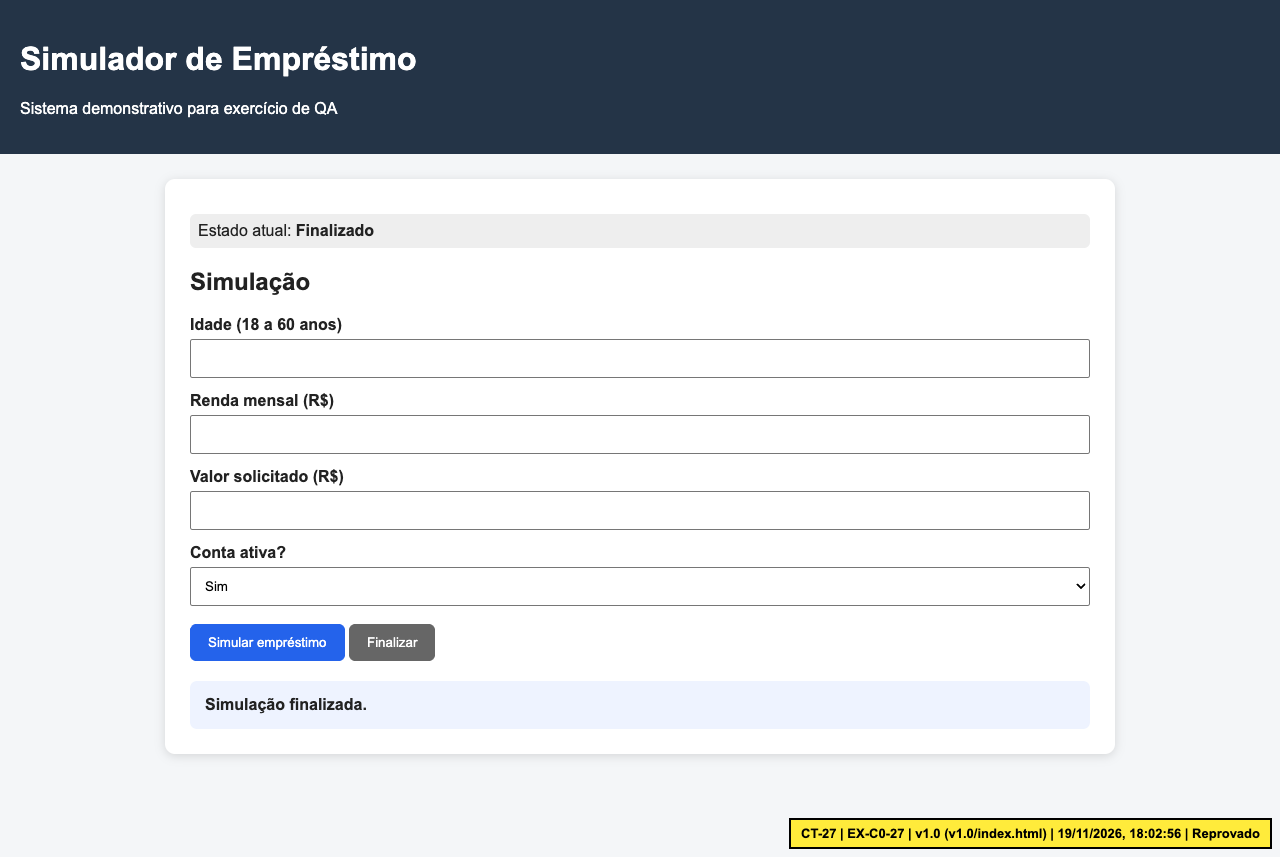 Simulador de Empréstimo
Sistema demonstrativo para exercício de QA
Estado atual: Finalizado
Simulação
Idade (18 a 60 anos)
Renda mensal (R$)
Valor solicitado (R$)
Conta ativa?
Sim
Simular empréstimo Finalizar
Simulação finalizada.
CT-27 | EX-C0-27 | v1.0 (v1.0/index.html) | 19/11/2026, 18:02:56 | Reprovado